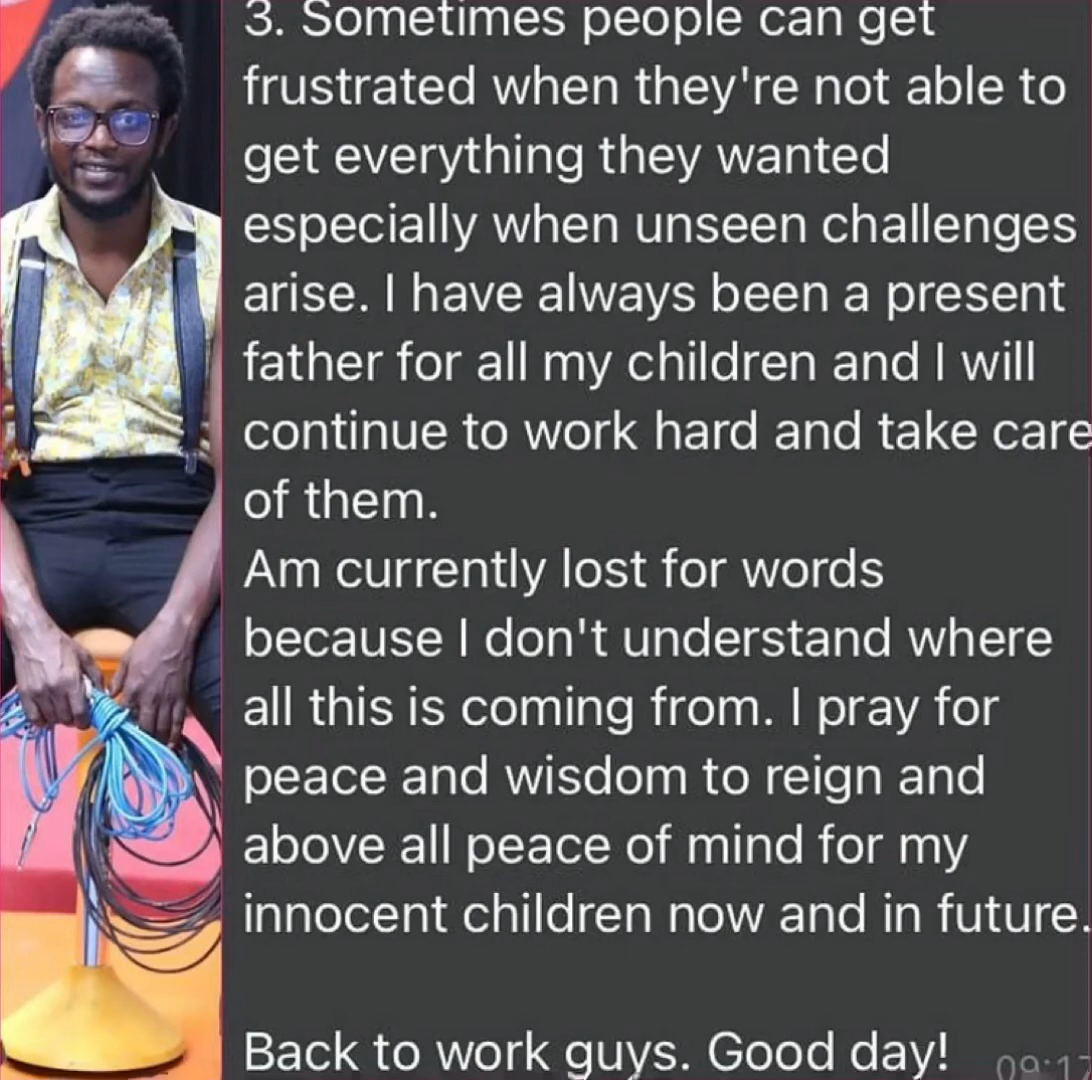 3. Sometimes people can get
frustrated when they're not able to
get everything they wanted
especially when unseen challenges
arise. I have always been a present
father for all my children and I will
continue to work hard and take care
of them.
Am currently lost for words
because I don't understand where
all this is coming from. I pray for
peace and wisdom to reign and
above all peace of mind for my
innocent children now and in future.
Back to work guys. Good day!